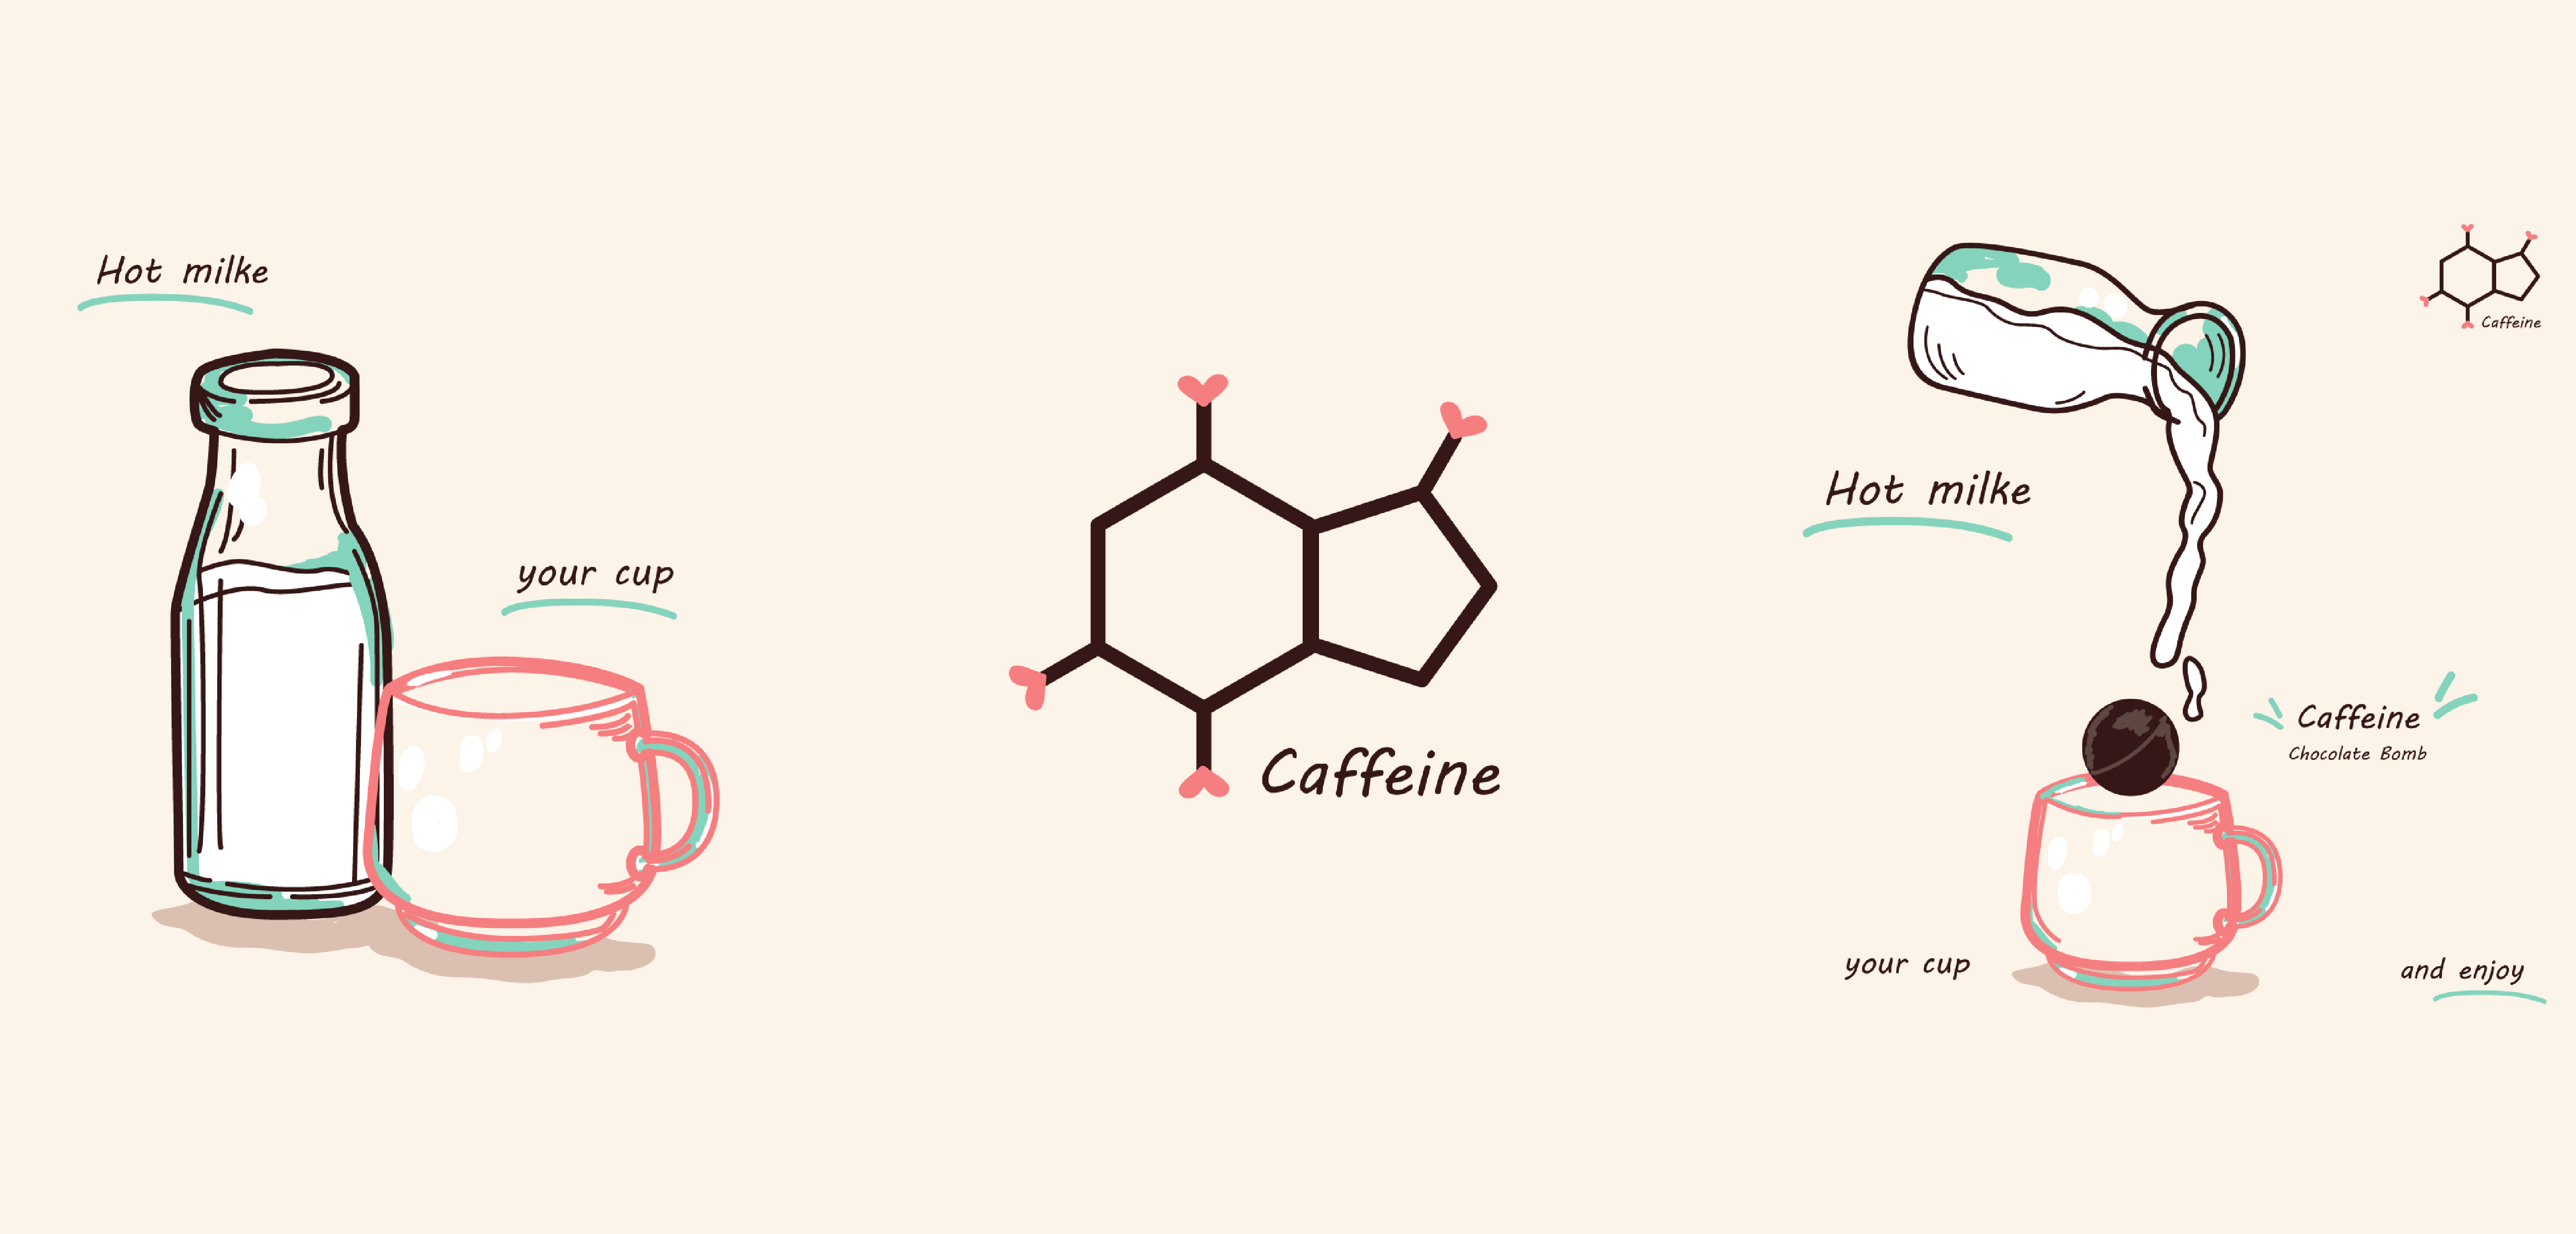 Hot milke
your cup
Caffeine
Caffeine
Hot milke
Caffeine
Chocolate Bomb
your cup
and enjoy